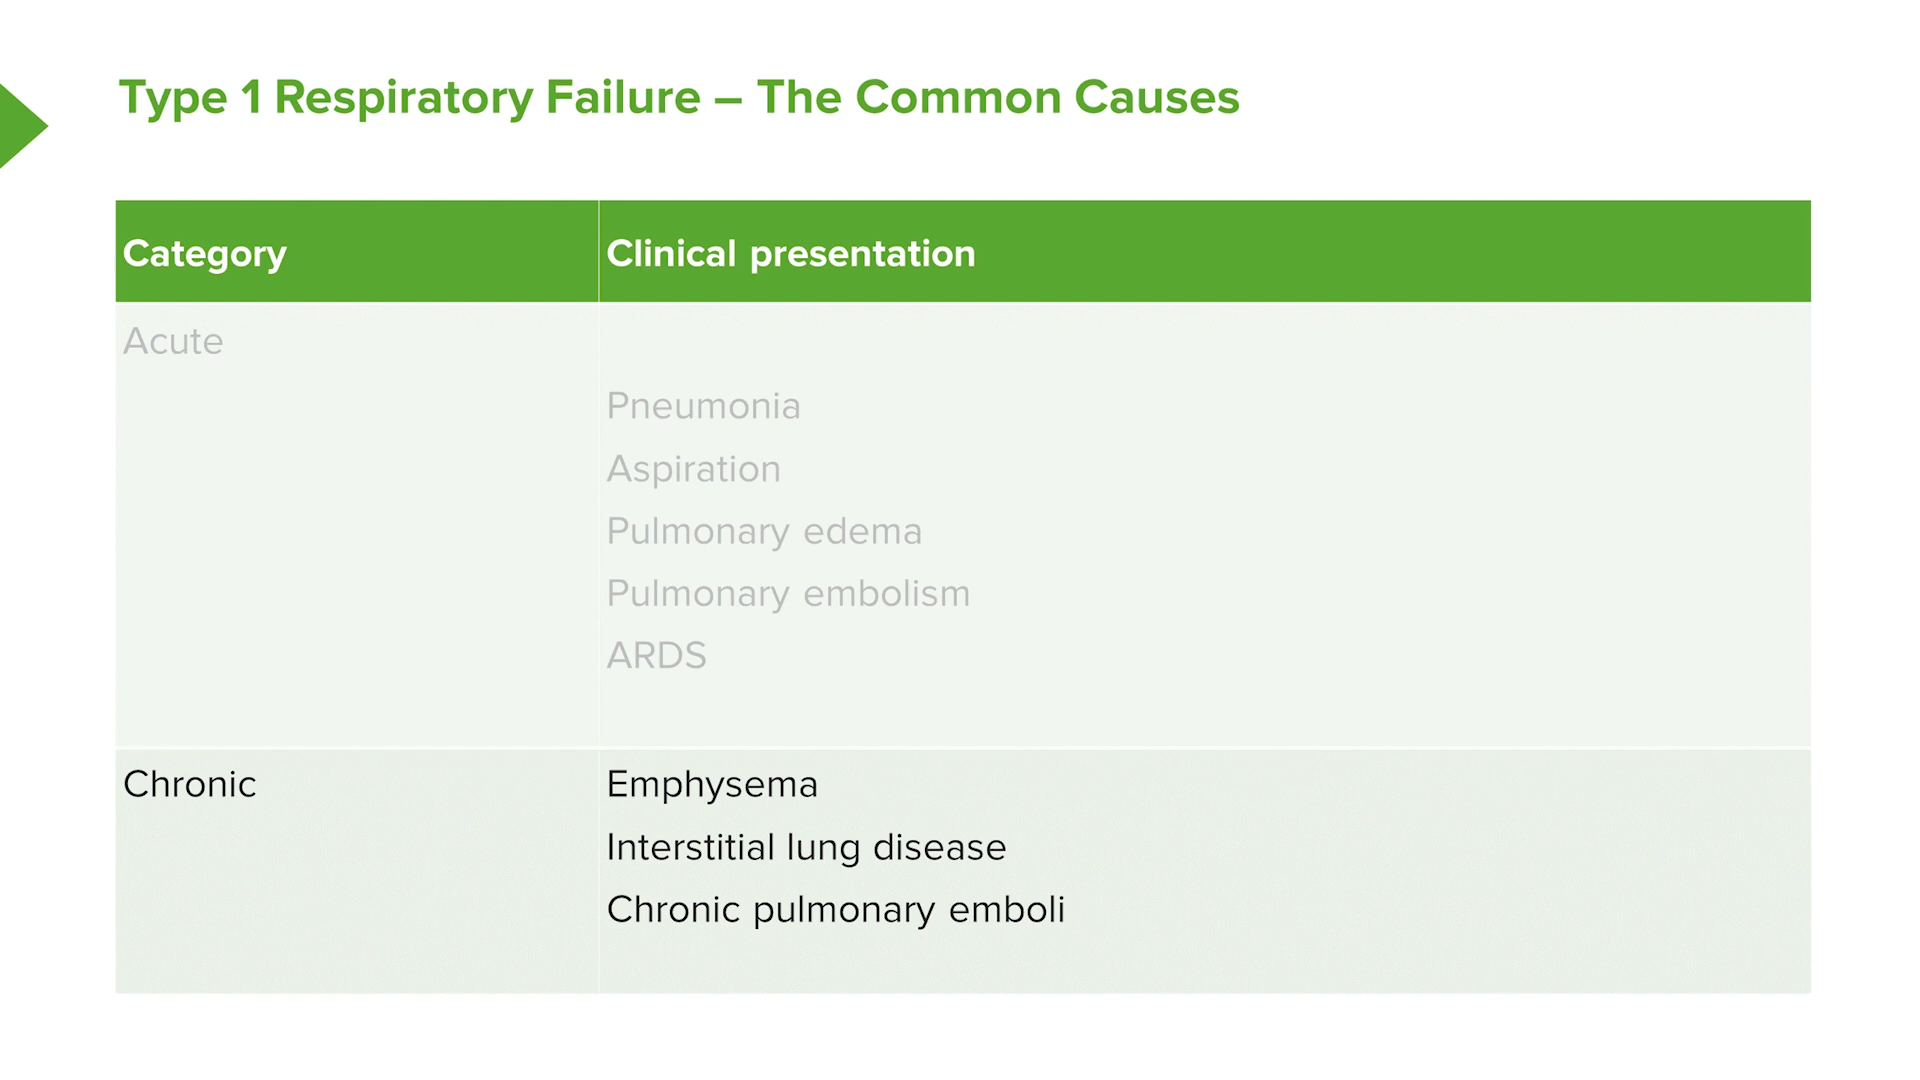 Type 1 Respiratory Failure – The Common Causes
Category
Clinical presentation
Acute
Pneumonia
Aspiration
Pulmonary edema
Pulmonary embolism
ARDS
Chronic
Emphysema
Interstitial lung disease
Chronic pulmonary emboli